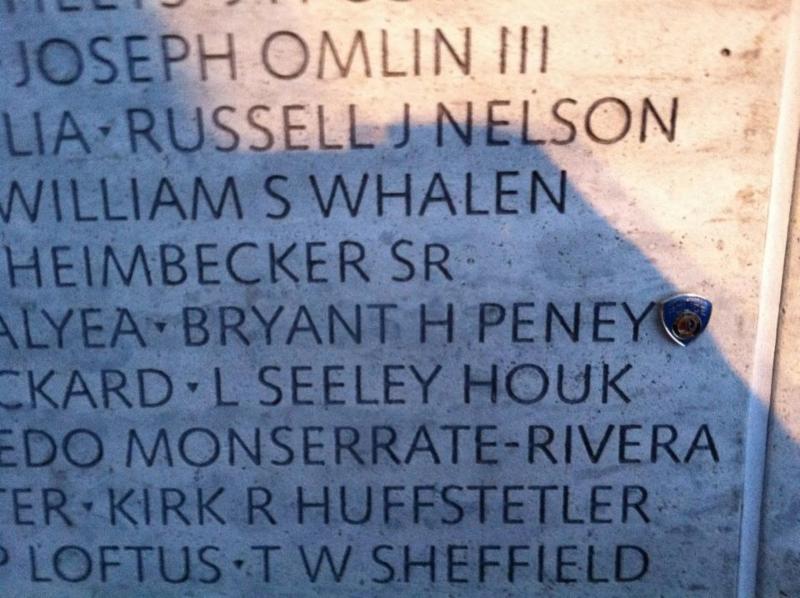 JOSEPH OMLIN III
LIA ▾ RUSSELL J NELSON
WILLIAM S WHALEN
HEIMBECKER SR
ALYEA ▾ BRYANT H PENEY
CKARD ▾ L SEELEY HOUK
EDO MONSERRATE-RIVERA
TER ▾ KIRK R HUFFSTETLER
P LOFTUS ▾ T W SHEFFIELD